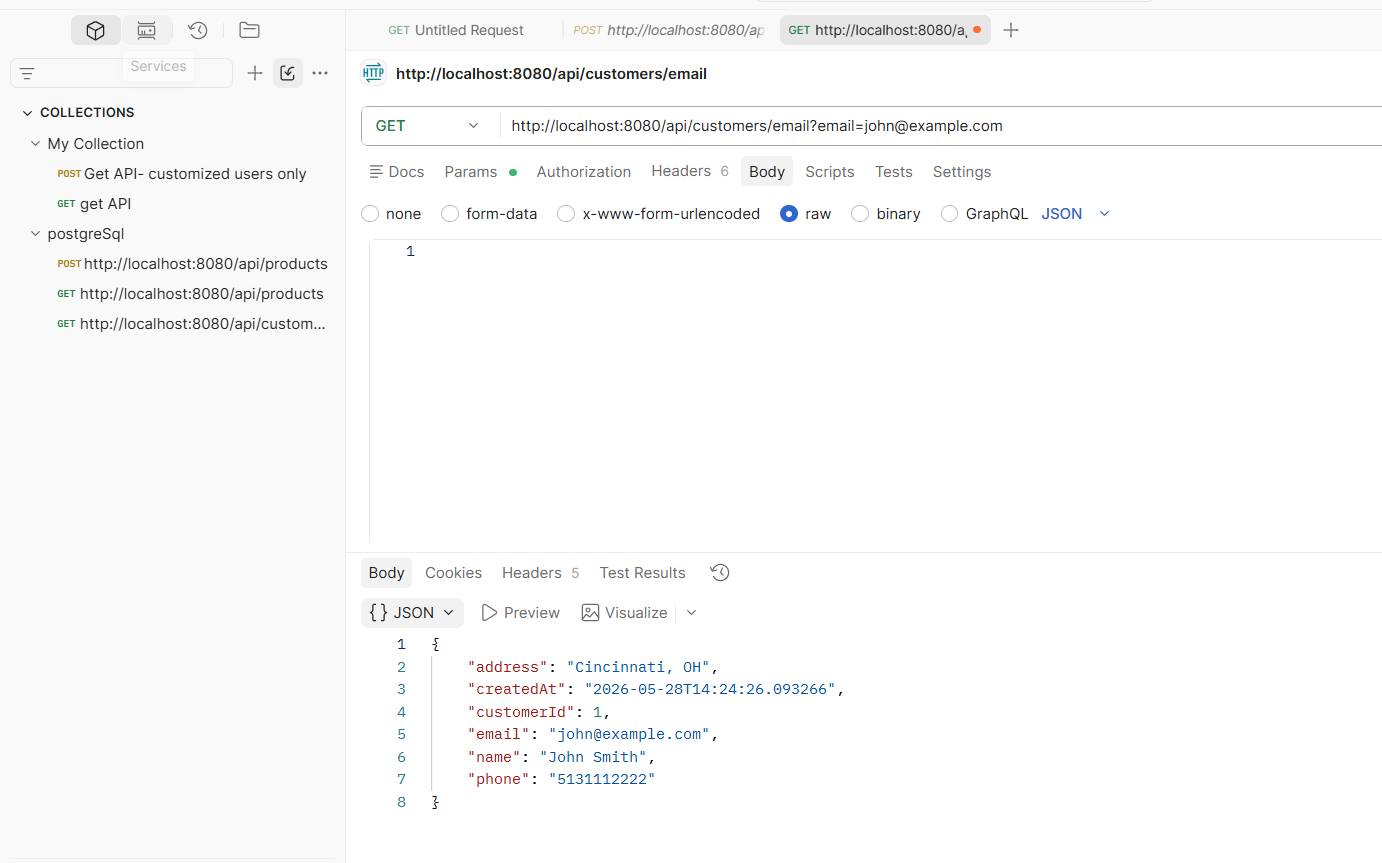 GET Untitled Request
POST http://localhost:8080/ap
GET http://localhost:8080/a
Services
COLLECTIONS
My Collection
POST Get API- customized users only
GET get API
postgreSql
POST http://localhost:8080/api/products
GET http://localhost:8080/api/products
GET http://localhost:8080/api/custom...
HTTP http://localhost:8080/api/customers/email
GET http://localhost:8080/api/customers/email?email=john@example.com
Docs Params Authorization Headers 6 Body Scripts Tests Settings
none form-data x-www-form-urlencoded raw binary GraphQL JSON
1
Body Cookies Headers 5 Test Results
{} JSON Preview Visualize
1 {
2 "address": "Cincinnati, OH",
3 "createdAt": "2026-05-28T14:24:26.093266",
4 "customerId": 1,
5 "email": "john@example.com",
6 "name": "John Smith",
7 "phone": "5131112222"
8 }